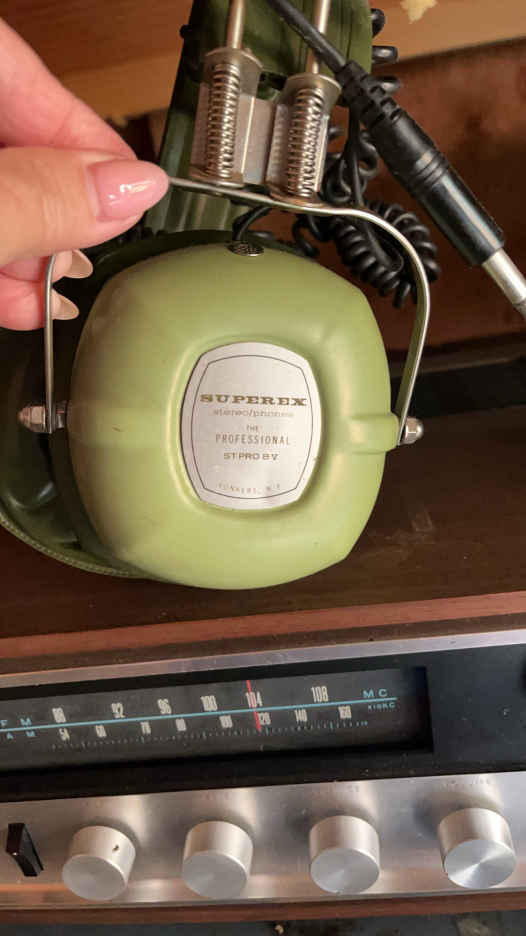 SUPEREX
stereo/phones
THE
PROFESSIONAL
ST PRO B V
YONKERS, N.Y.
FM 88 92 96 100 104 108 MC
AM 54 60 70 80 100 120 140 160 x10KC